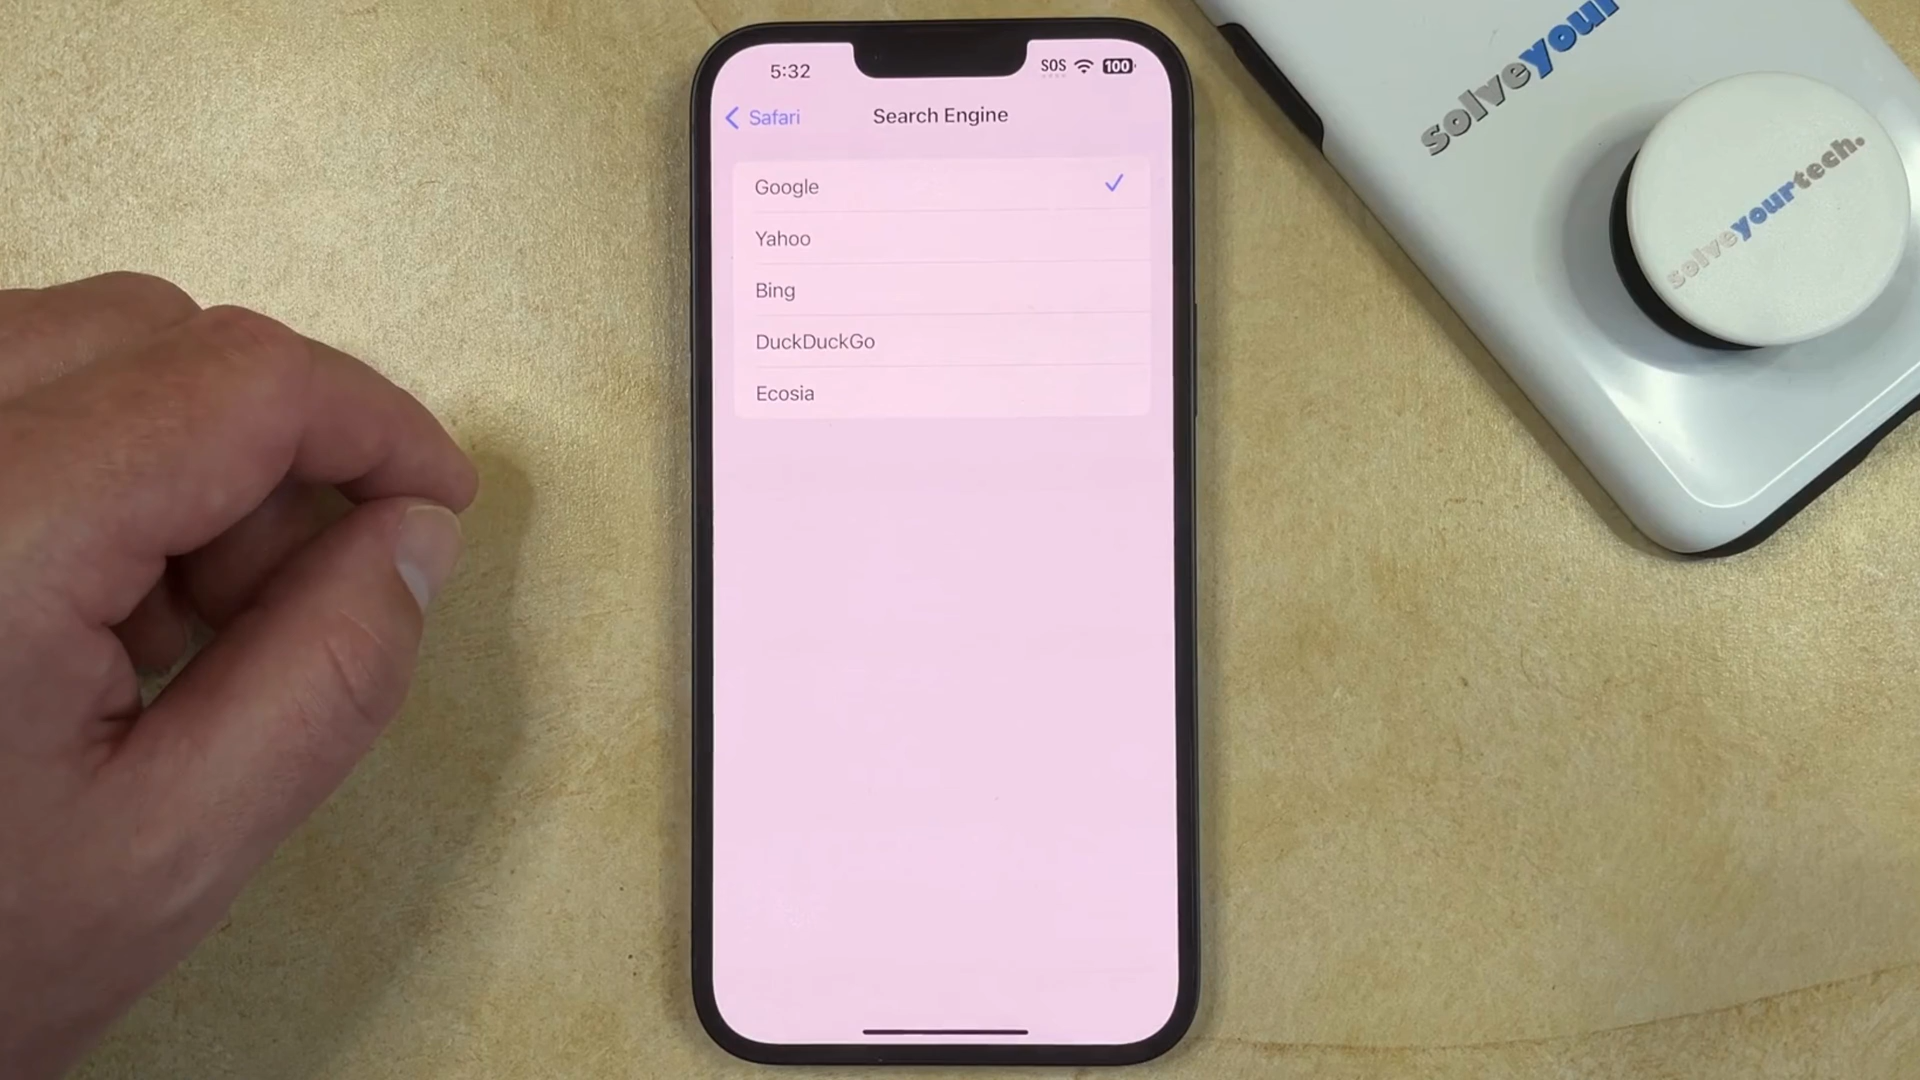 5:32
SOS
100
Safari
Search Engine
Google
Yahoo
Bing
DuckDuckGo
Ecosia
solveyour
solveyourtech.